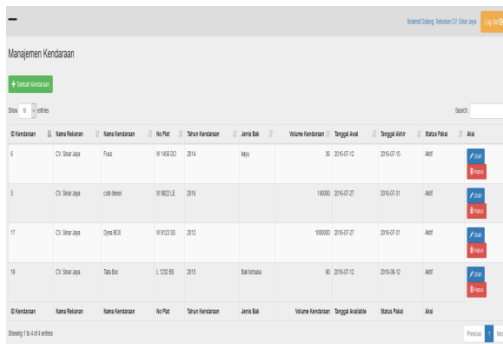 Selamat Datang, Rekanan CV. Sinar Jaya Log Out
Manajemen Kendaraan
+ Tambah Kendaraan
Show 10 entries Search:
ID Kendaraan Nama Rekanan Nama Kendaraan No Plat Tahun Kendaraan Jenis Bak Volume Kendaraan Tanggal Awal Tanggal Akhir Status Pakai Aksi
6 CV. Sinar Jaya Fuso W 1456 DO 2014 kayu 2016-07-12 2016-07-15 Aktif Ubah
Hapus
5 CV. Sinar Jaya colt diesel 2016 2016-07-27 2016-07-31 Aktif Ubah
Hapus
17 CV. Sinar Jaya Dyna BOX W 9123 SS 2012 2016-07-27 2016-07-31 Aktif Ubah
Hapus
CV. Sinar Jaya Tata Box L 1232 BS 2015 Bak terbuka 2016-07-12 2016-08-12 Aktif Ubah
Hapus
ID Kendaraan Nama Rekanan Nama Kendaraan No Plat Tahun Kendaraan Jenis Bak Volume Kendaraan Tanggal Available Status Pakai Aksi
Showing 1 to 4 of 4 entries Previous 1